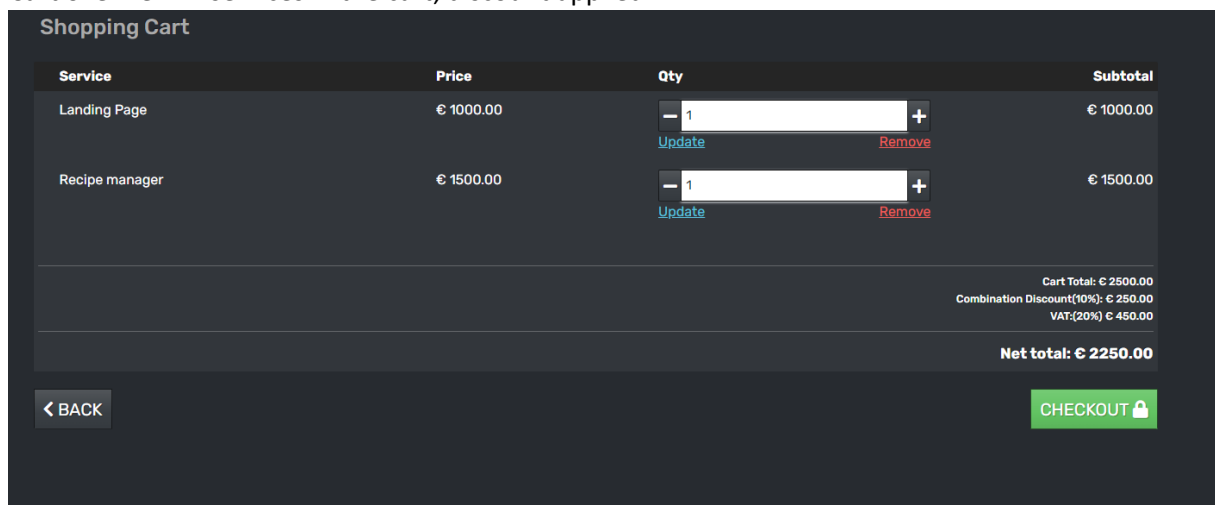 Shopping Cart
Service Price Qty Subtotal
Landing Page € 1000.00 1 € 1000.00
Update Remove
Recipe manager € 1500.00 1 € 1500.00
Update Remove
Cart Total: € 2500.00
Combination Discount(10%): € 250.00
VAT:(20%) € 450.00
Net total: € 2250.00
BACK CHECKOUT